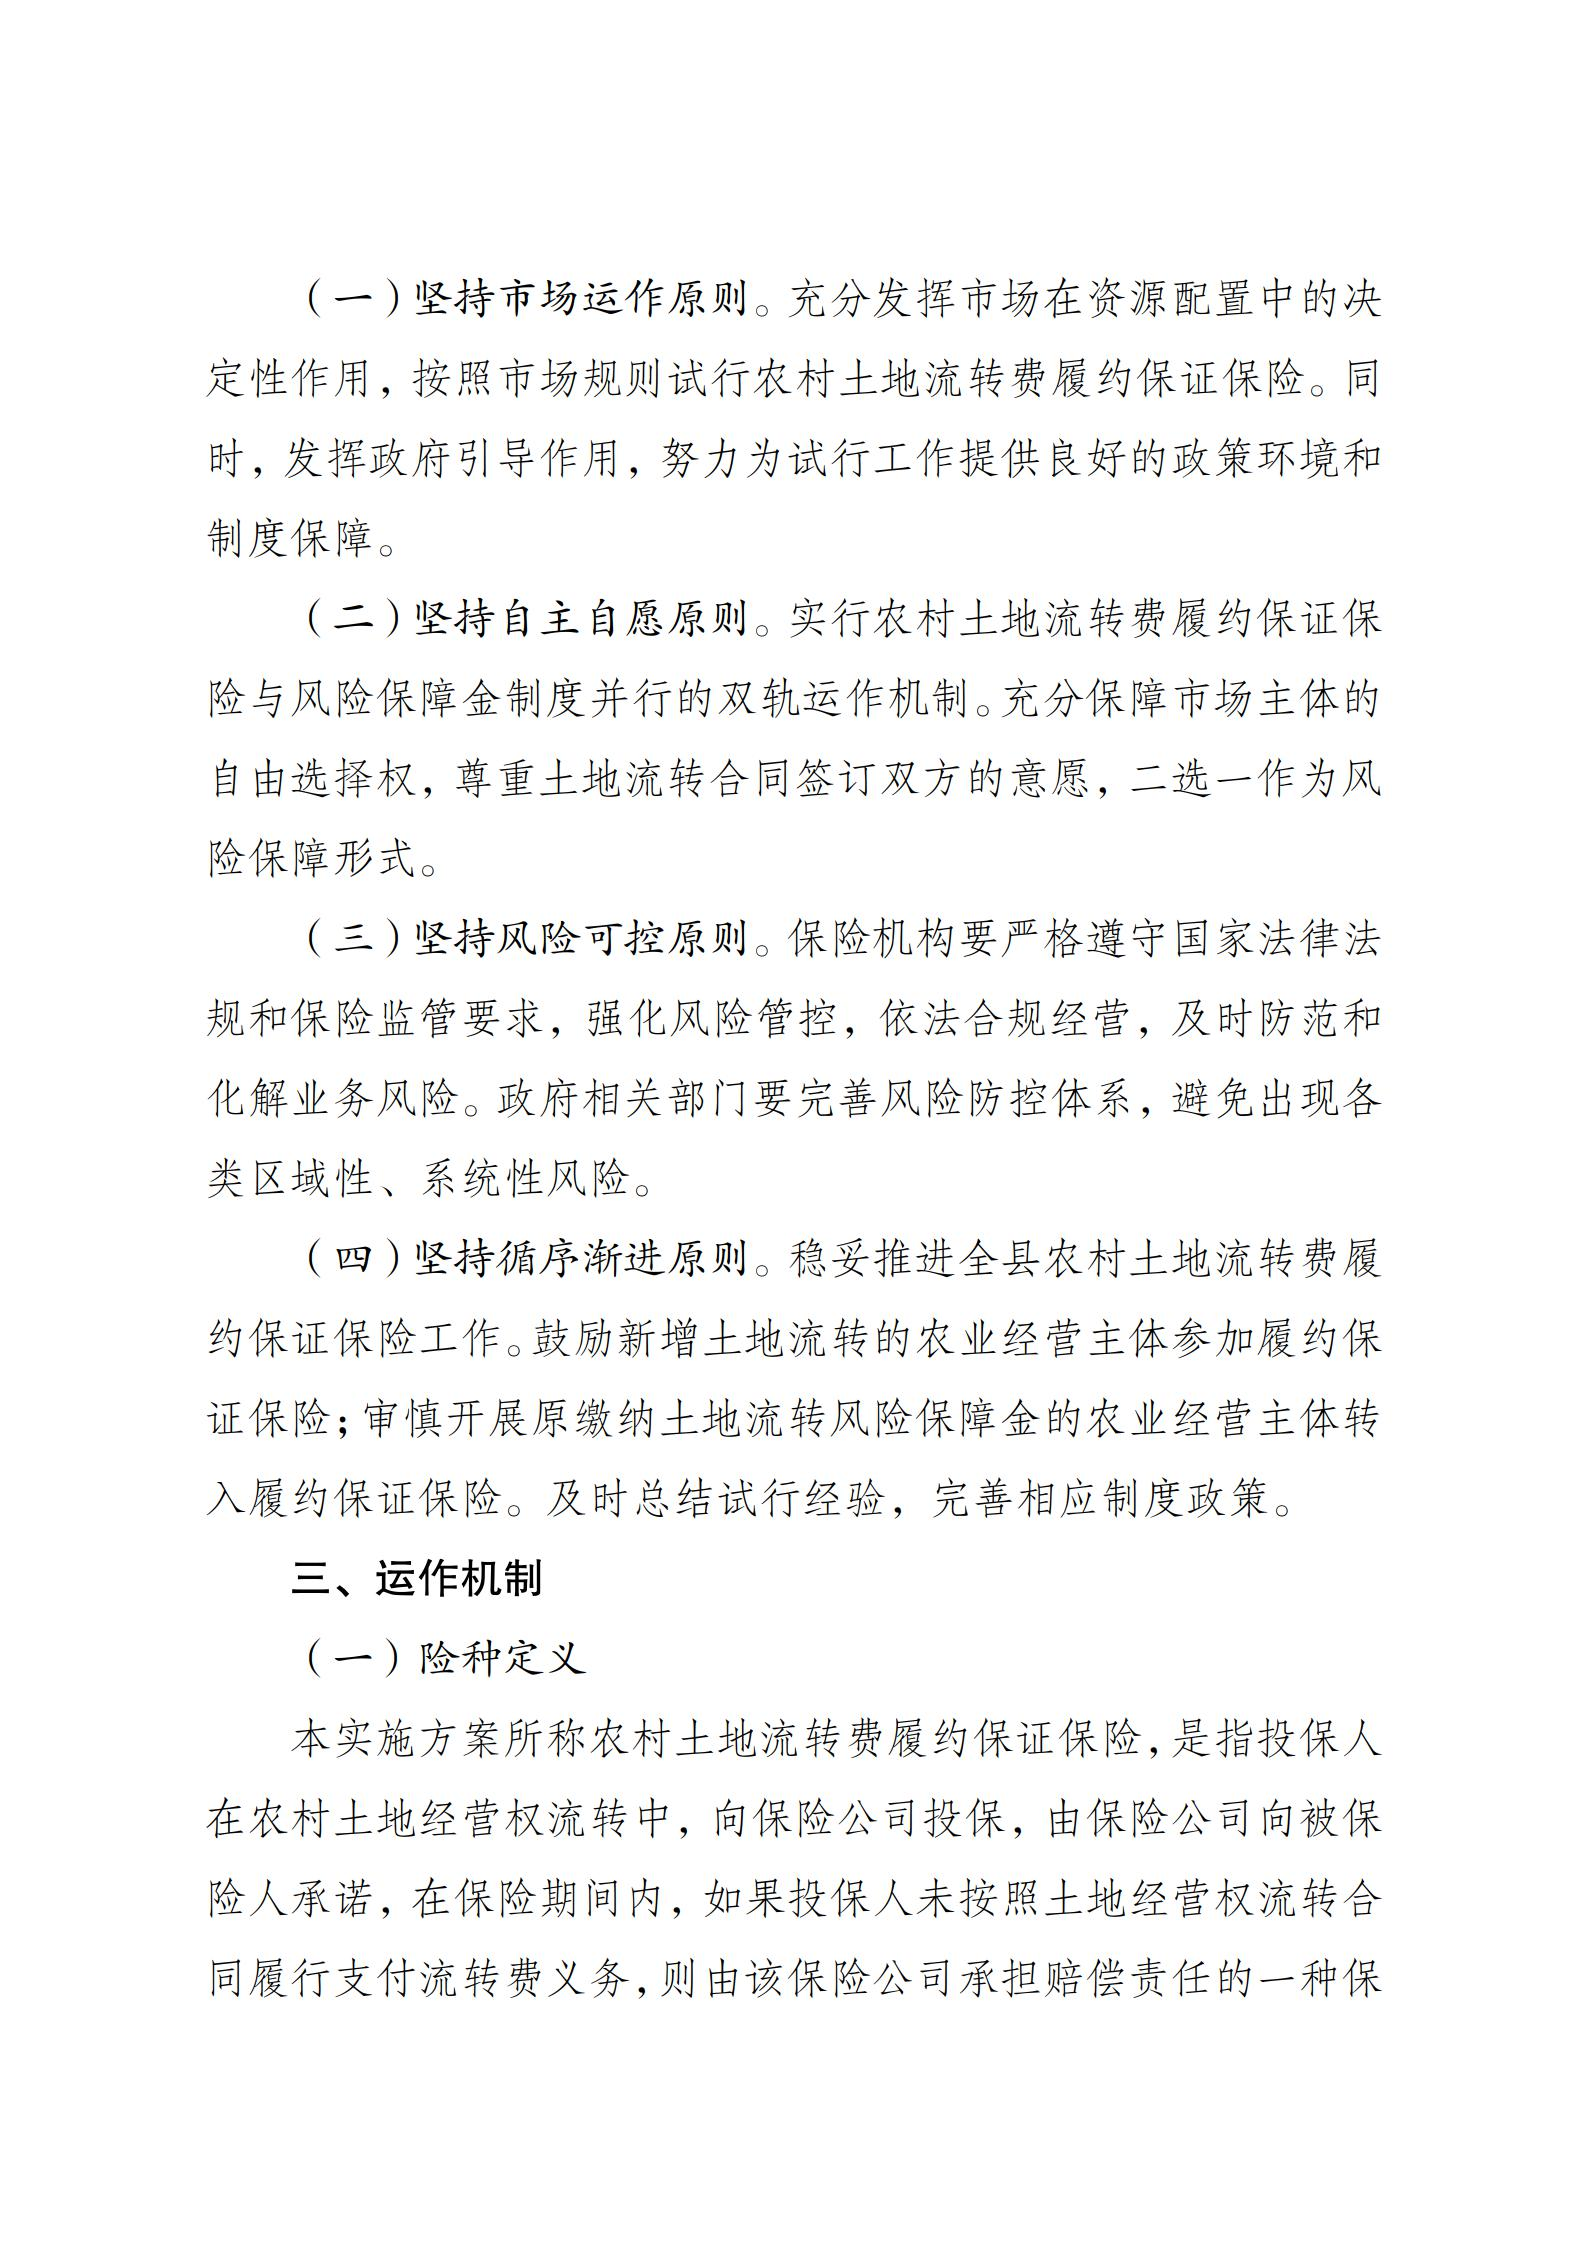 （一）坚持市场运作原则。充分发挥市场在资源配置中的决
定性作用，按照市场规则试行农村土地流转费履约保证保险。同
时，发挥政府引导作用，努力为试行工作提供良好的政策环境和
制度保障。
（二）坚持自主自愿原则。实行农村土地流转费履约保证保
险与风险保障金制度并行的双轨运作机制。充分保障市场主体的
自由选择权，尊重土地流转合同签订双方的意愿，二选一作为风
险保障形式。
（三）坚持风险可控原则。保险机构要严格遵守国家法律法
规和保险监管要求，强化风险管控，依法合规经营，及时防范和
化解业务风险。政府相关部门要完善风险防控体系，避免出现各
类区域性、系统性风险。
（四）坚持循序渐进原则。稳妥推进全县农村土地流转费履
约保证保险工作。鼓励新增土地流转的农业经营主体参加履约保
证保险；审慎开展原缴纳土地流转风险保障金的农业经营主体转
入履约保证保险。及时总结试行经验，完善相应制度政策。
三、运作机制
（一）险种定义
本实施方案所称农村土地流转费履约保证保险，是指投保人
在农村土地经营权流转中，向保险公司投保，由保险公司向被保
险人承诺，在保险期间内，如果投保人未按照土地经营权流转合
同履行支付流转费义务，则由该保险公司承担赔偿责任的一种保